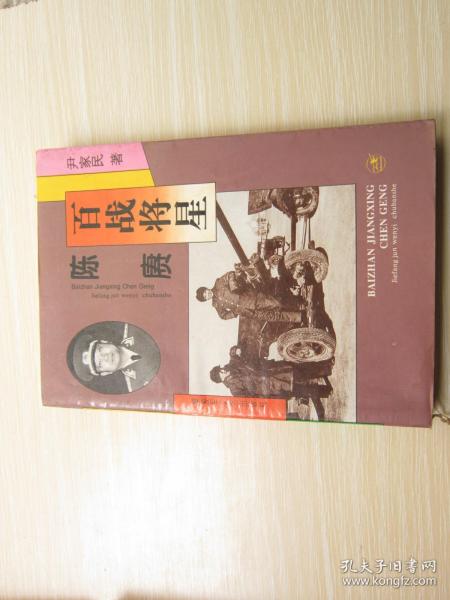 尹家民 著
百战将星
陈赓
Baizhan Jiangxing Chen Geng
Jiefang jun wenyi chubanshe
BAIZHAN JIANGXING
CHEN GENG
Jiefang jun wenyi chubanshe
孔夫子旧书网
www.kongfz.com